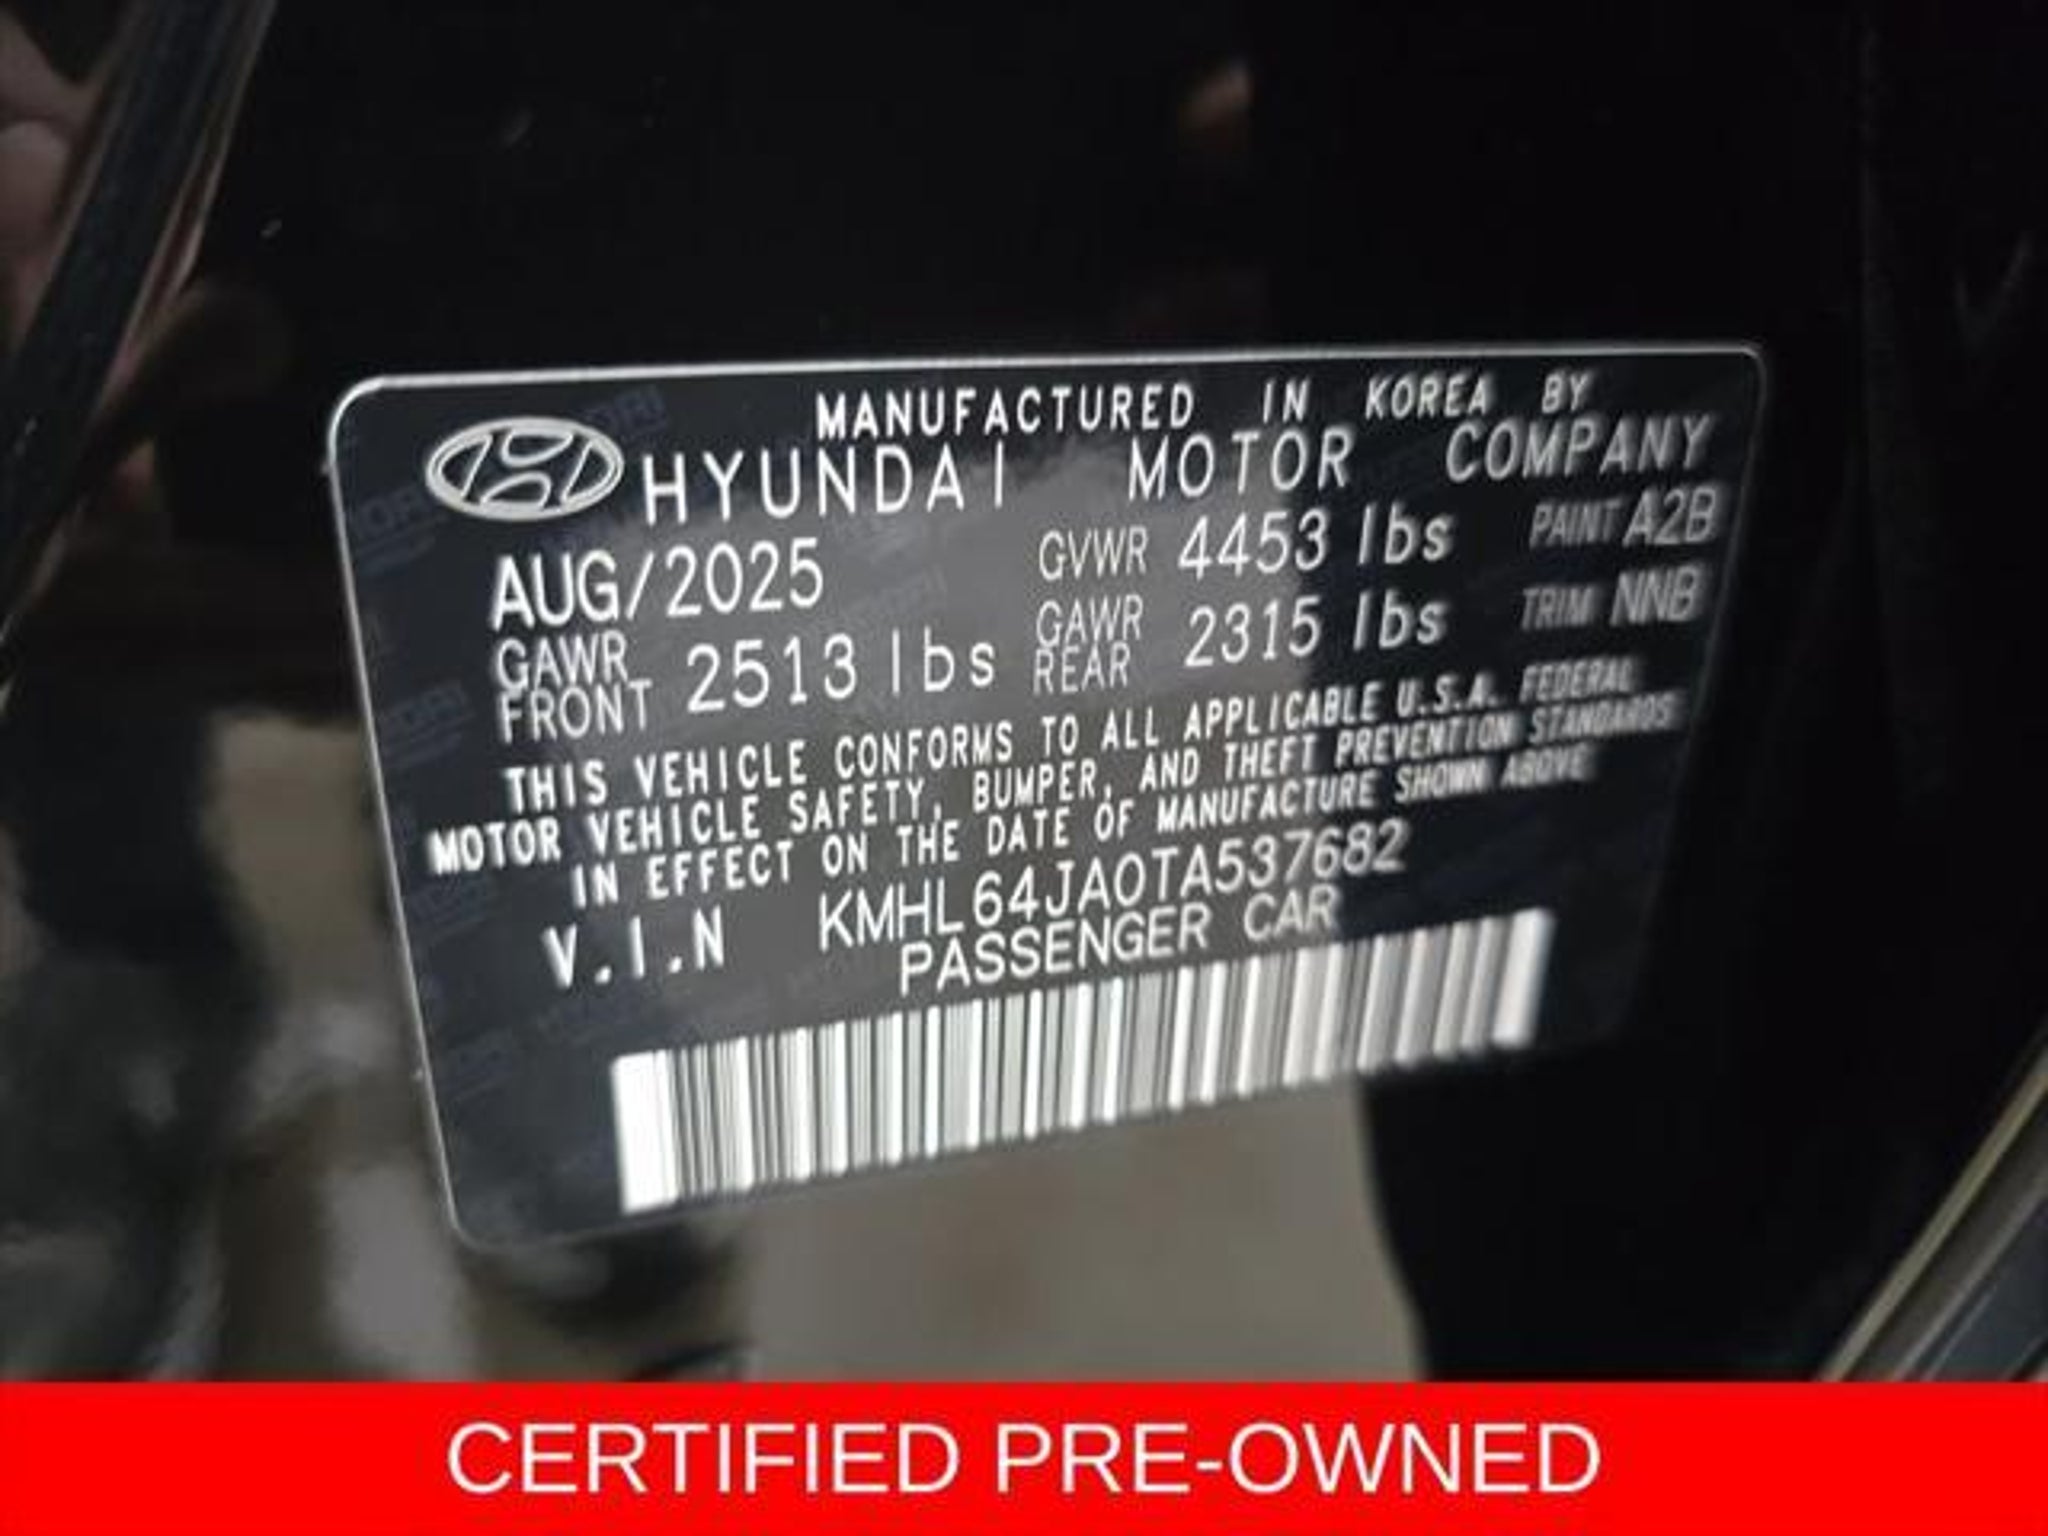 MANUFACTURED IN KOREA BY
HYUNDAI MOTOR COMPANY
AUG/2025 GVWR 4453 lbs PAINT A2B
GAWR FRONT 2513 lbs GAWR REAR 2315 lbs TRIM NNB
THIS VEHICLE CONFORMS TO ALL APPLICABLE U.S.A. FEDERAL
MOTOR VEHICLE SAFETY, BUMPER, AND THEFT PREVENTION STANDARDS
IN EFFECT ON THE DATE OF MANUFACTURE SHOWN ABOVE
V.I.N KMHL64JA0TA537682
PASSENGER CAR
CERTIFIED PRE-OWNED